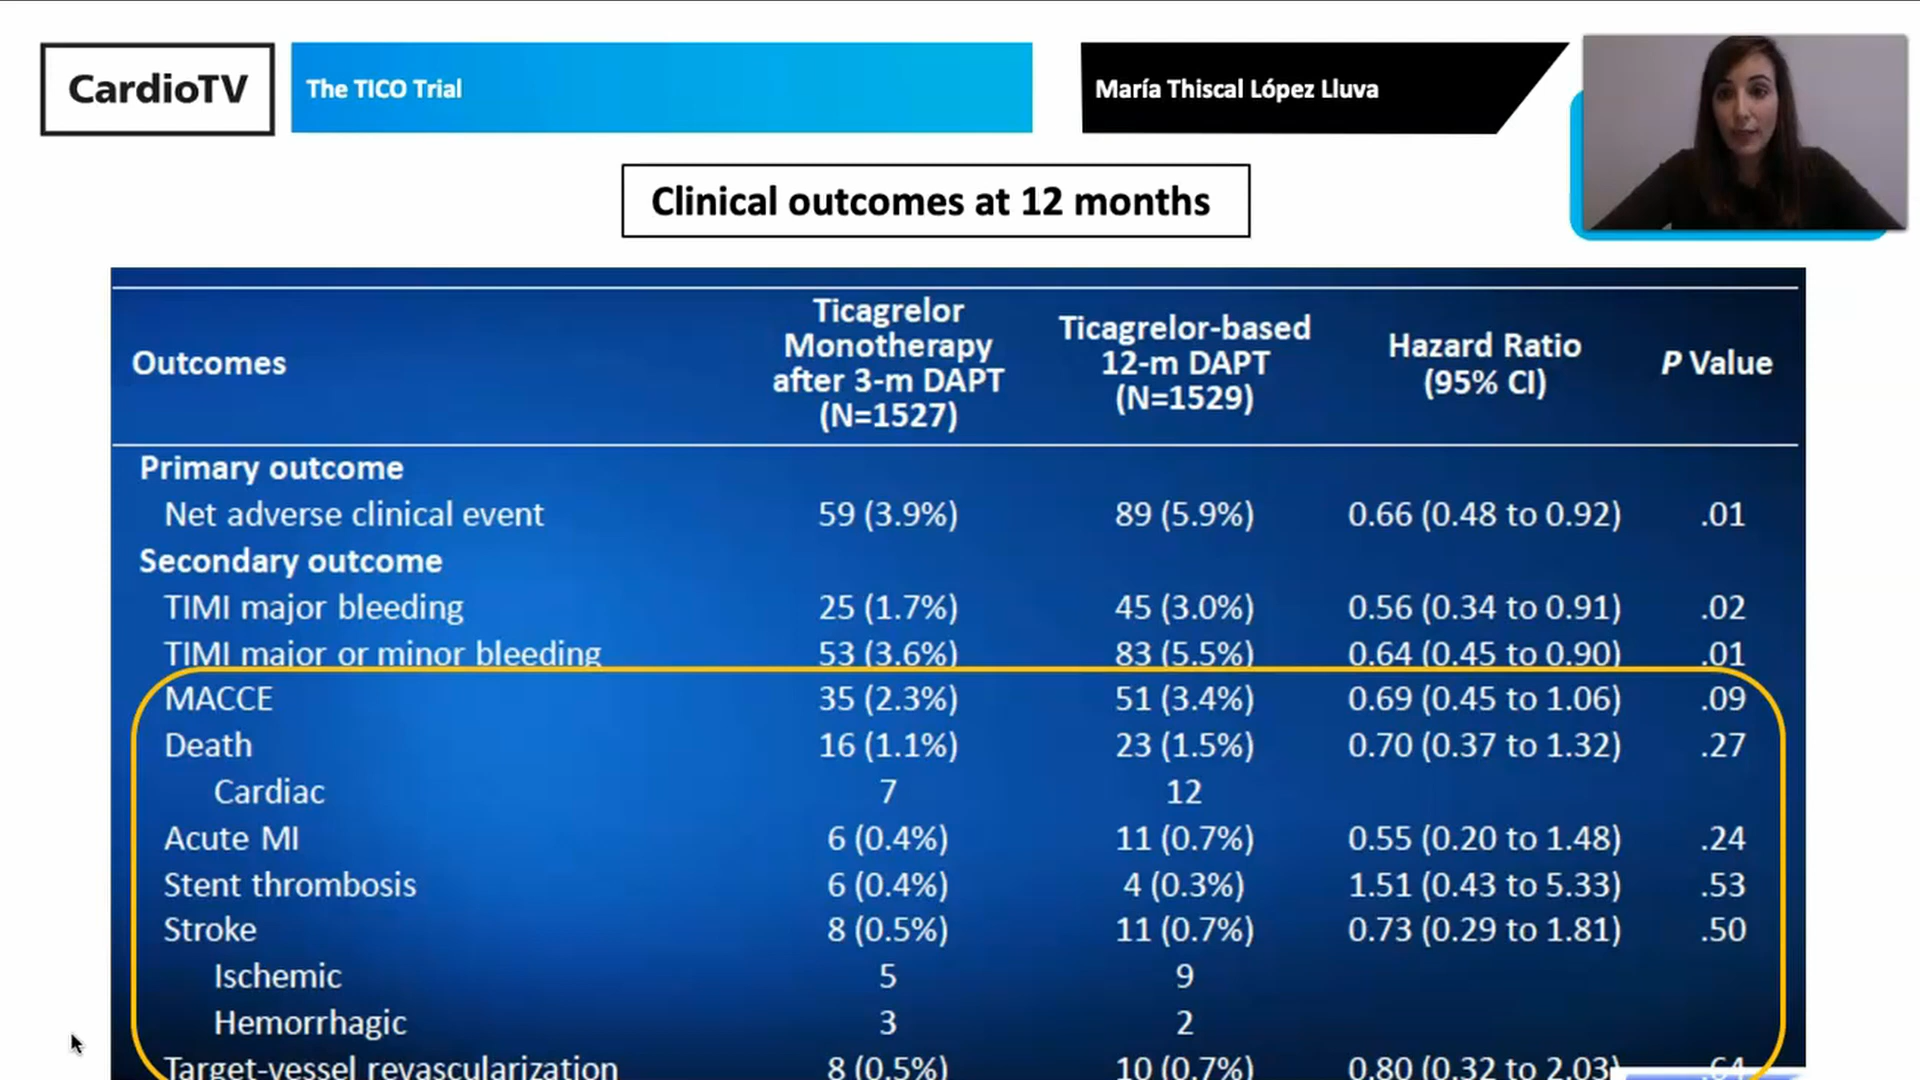 CardioTV
The TICO Trial
María Thiscal López Lluva
Clinical outcomes at 12 months
Outcomes
Ticagrelor
Monotherapy
after 3-m DAPT
(N=1527)
Ticagrelor-based
12-m DAPT
(N=1529)
Hazard Ratio
(95% CI)
P Value
Primary outcome
Net adverse clinical event 59 (3.9%) 89 (5.9%) 0.66 (0.48 to 0.92) .01
Secondary outcome
TIMI major bleeding 25 (1.7%) 45 (3.0%) 0.56 (0.34 to 0.91) .02
TIMI major or minor bleeding 53 (3.6%) 83 (5.5%) 0.64 (0.45 to 0.90) .01
MACCE 35 (2.3%) 51 (3.4%) 0.69 (0.45 to 1.06) .09
Death 16 (1.1%) 23 (1.5%) 0.70 (0.37 to 1.32) .27
Cardiac 7 12
Acute MI 6 (0.4%) 11 (0.7%) 0.55 (0.20 to 1.48) .24
Stent thrombosis 6 (0.4%) 4 (0.3%) 1.51 (0.43 to 5.33) .53
Stroke 8 (0.5%) 11 (0.7%) 0.73 (0.29 to 1.81) .50
Ischemic 5 9
Hemorrhagic 3 2
Target-vessel revascularization 8 (0.5%) 10 (0.7%) 0.80 (0.32 to 2.03) .64